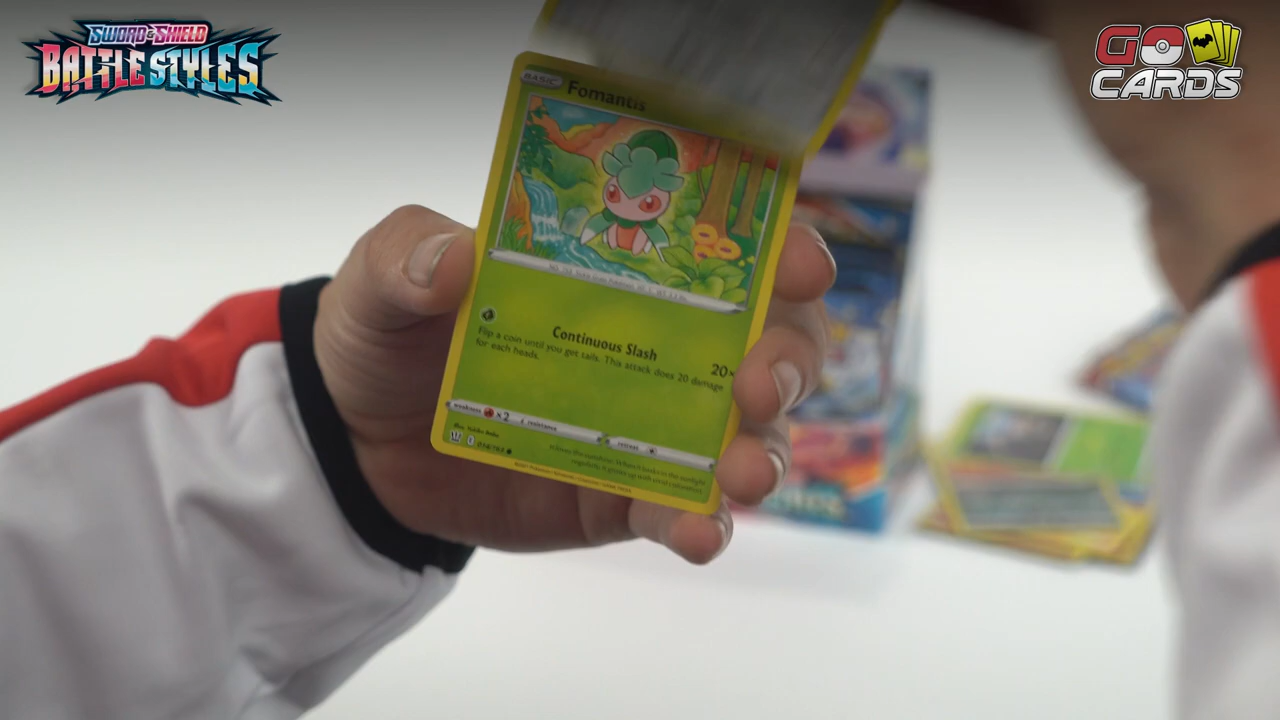 SWORD & SHIELD
BATTLE STYLES
GO
CARDS
BASIC
Fomantis
Continuous Slash
20×
Flip a coin until you get tails. This attack does 20 damage
for each heads.
weakness ×2 resistance retreat